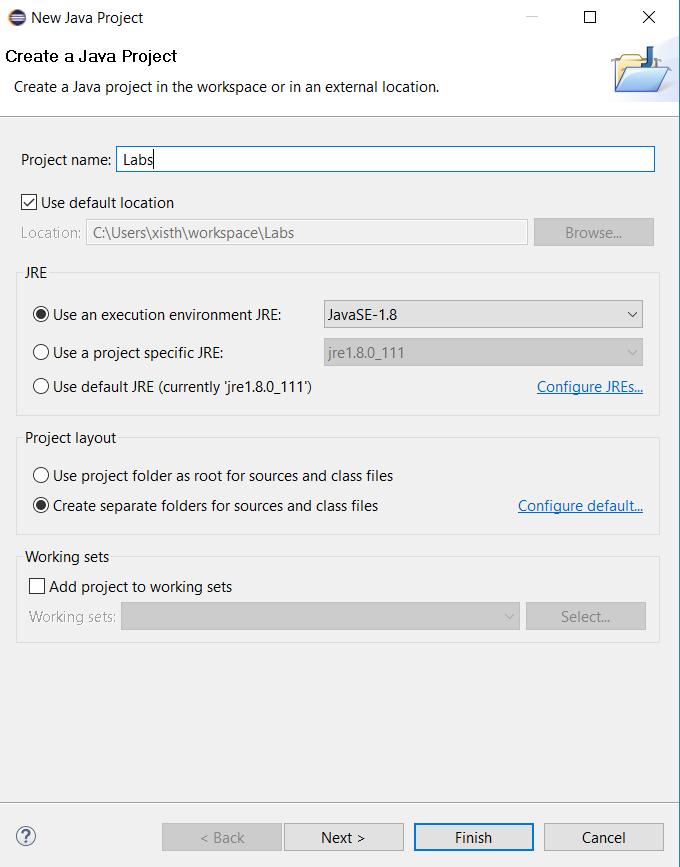 New Java Project
Create a Java Project
Create a Java project in the workspace or in an external location.
Project name: Labs
Use default location
Location: C:\Users\xisth\workspace\Labs Browse...
JRE
Use an execution environment JRE: JavaSE-1.8
Use a project specific JRE: jre1.8.0_111
Use default JRE (currently 'jre1.8.0_111') Configure JREs...
Project layout
Use project folder as root for sources and class files
Create separate folders for sources and class files Configure default...
Working sets
Add project to working sets
Working sets: Select...
? < Back Next > Finish Cancel